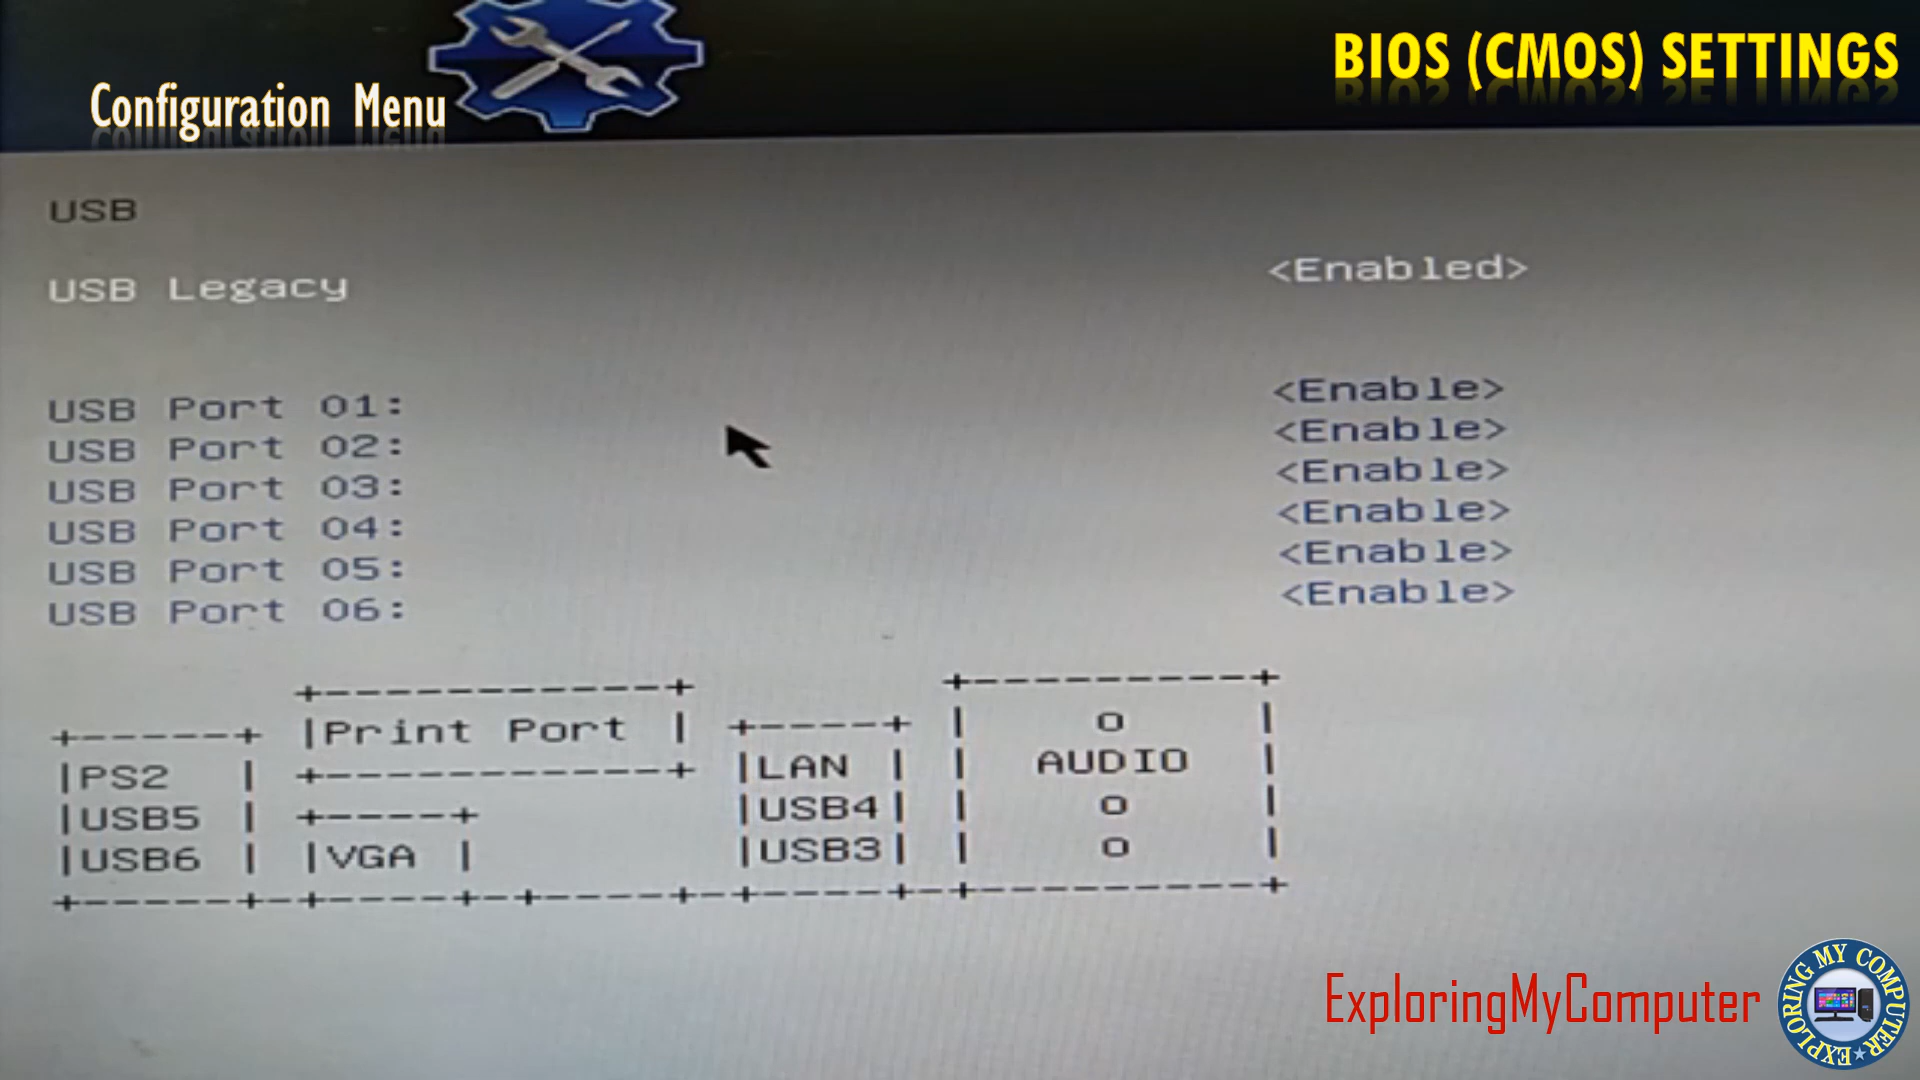 BIOS (CMOS) SETTINGS
Configuration Menu
USB
USB Legacy <Enabled>
USB Port 01: <Enable>
USB Port 02: <Enable>
USB Port 03: <Enable>
USB Port 04: <Enable>
USB Port 05: <Enable>
USB Port 06: <Enable>
+------+ +------------+ +-----+ +----------+
|Print Port | | o |
|PS2 | |LAN | | AUDIO |
|USB5 | +-----+ |USB4| | o |
|USB6 | |VGA | |USB3| | o |
ExploringMyComputer
EXPLORING MY COMPUTER